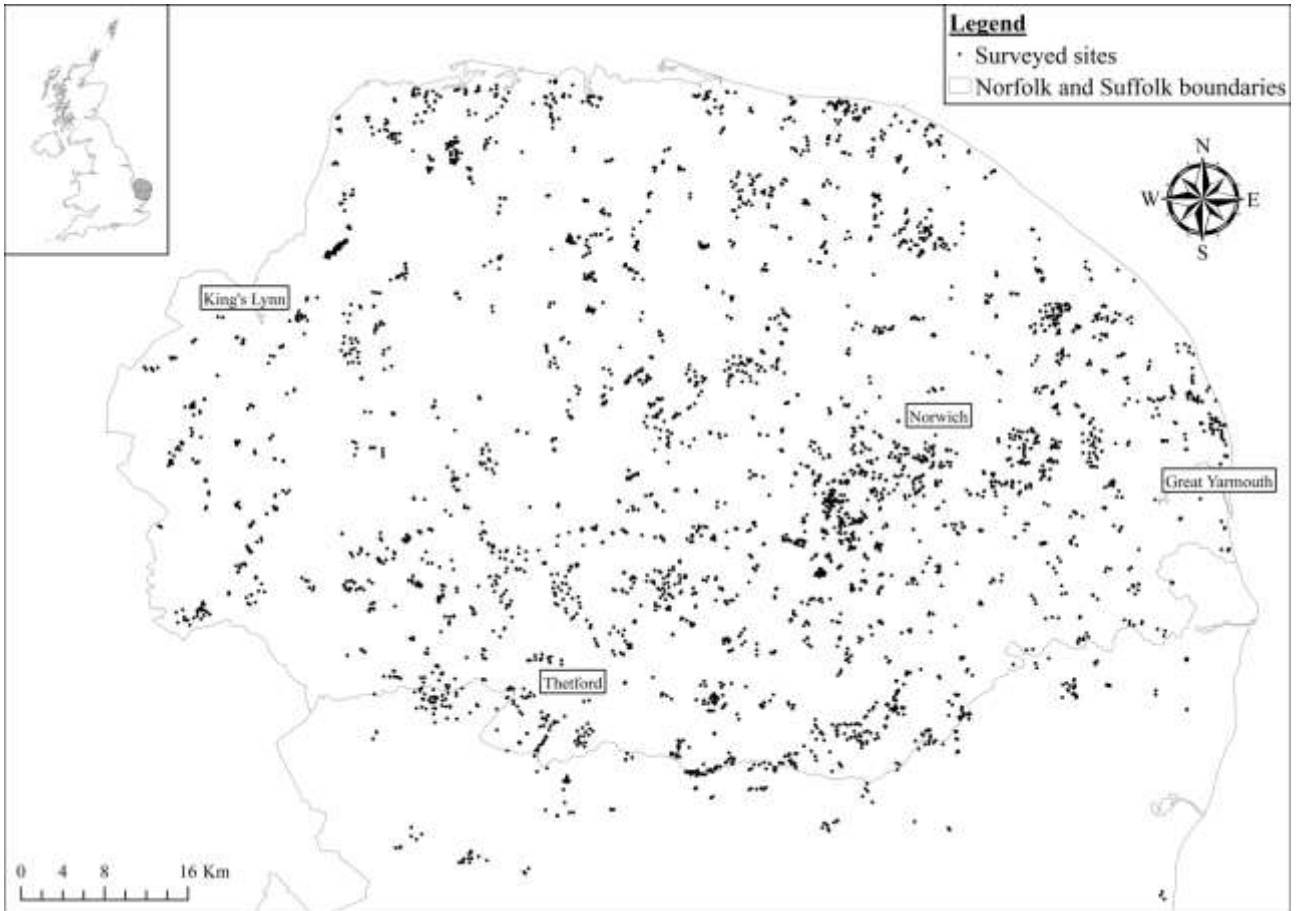 Legend
Surveyed sites
Norfolk and Suffolk boundaries
N
W E
S
King's Lynn
Norwich
Great Yarmouth
Thetford
0 4 8 16 Km